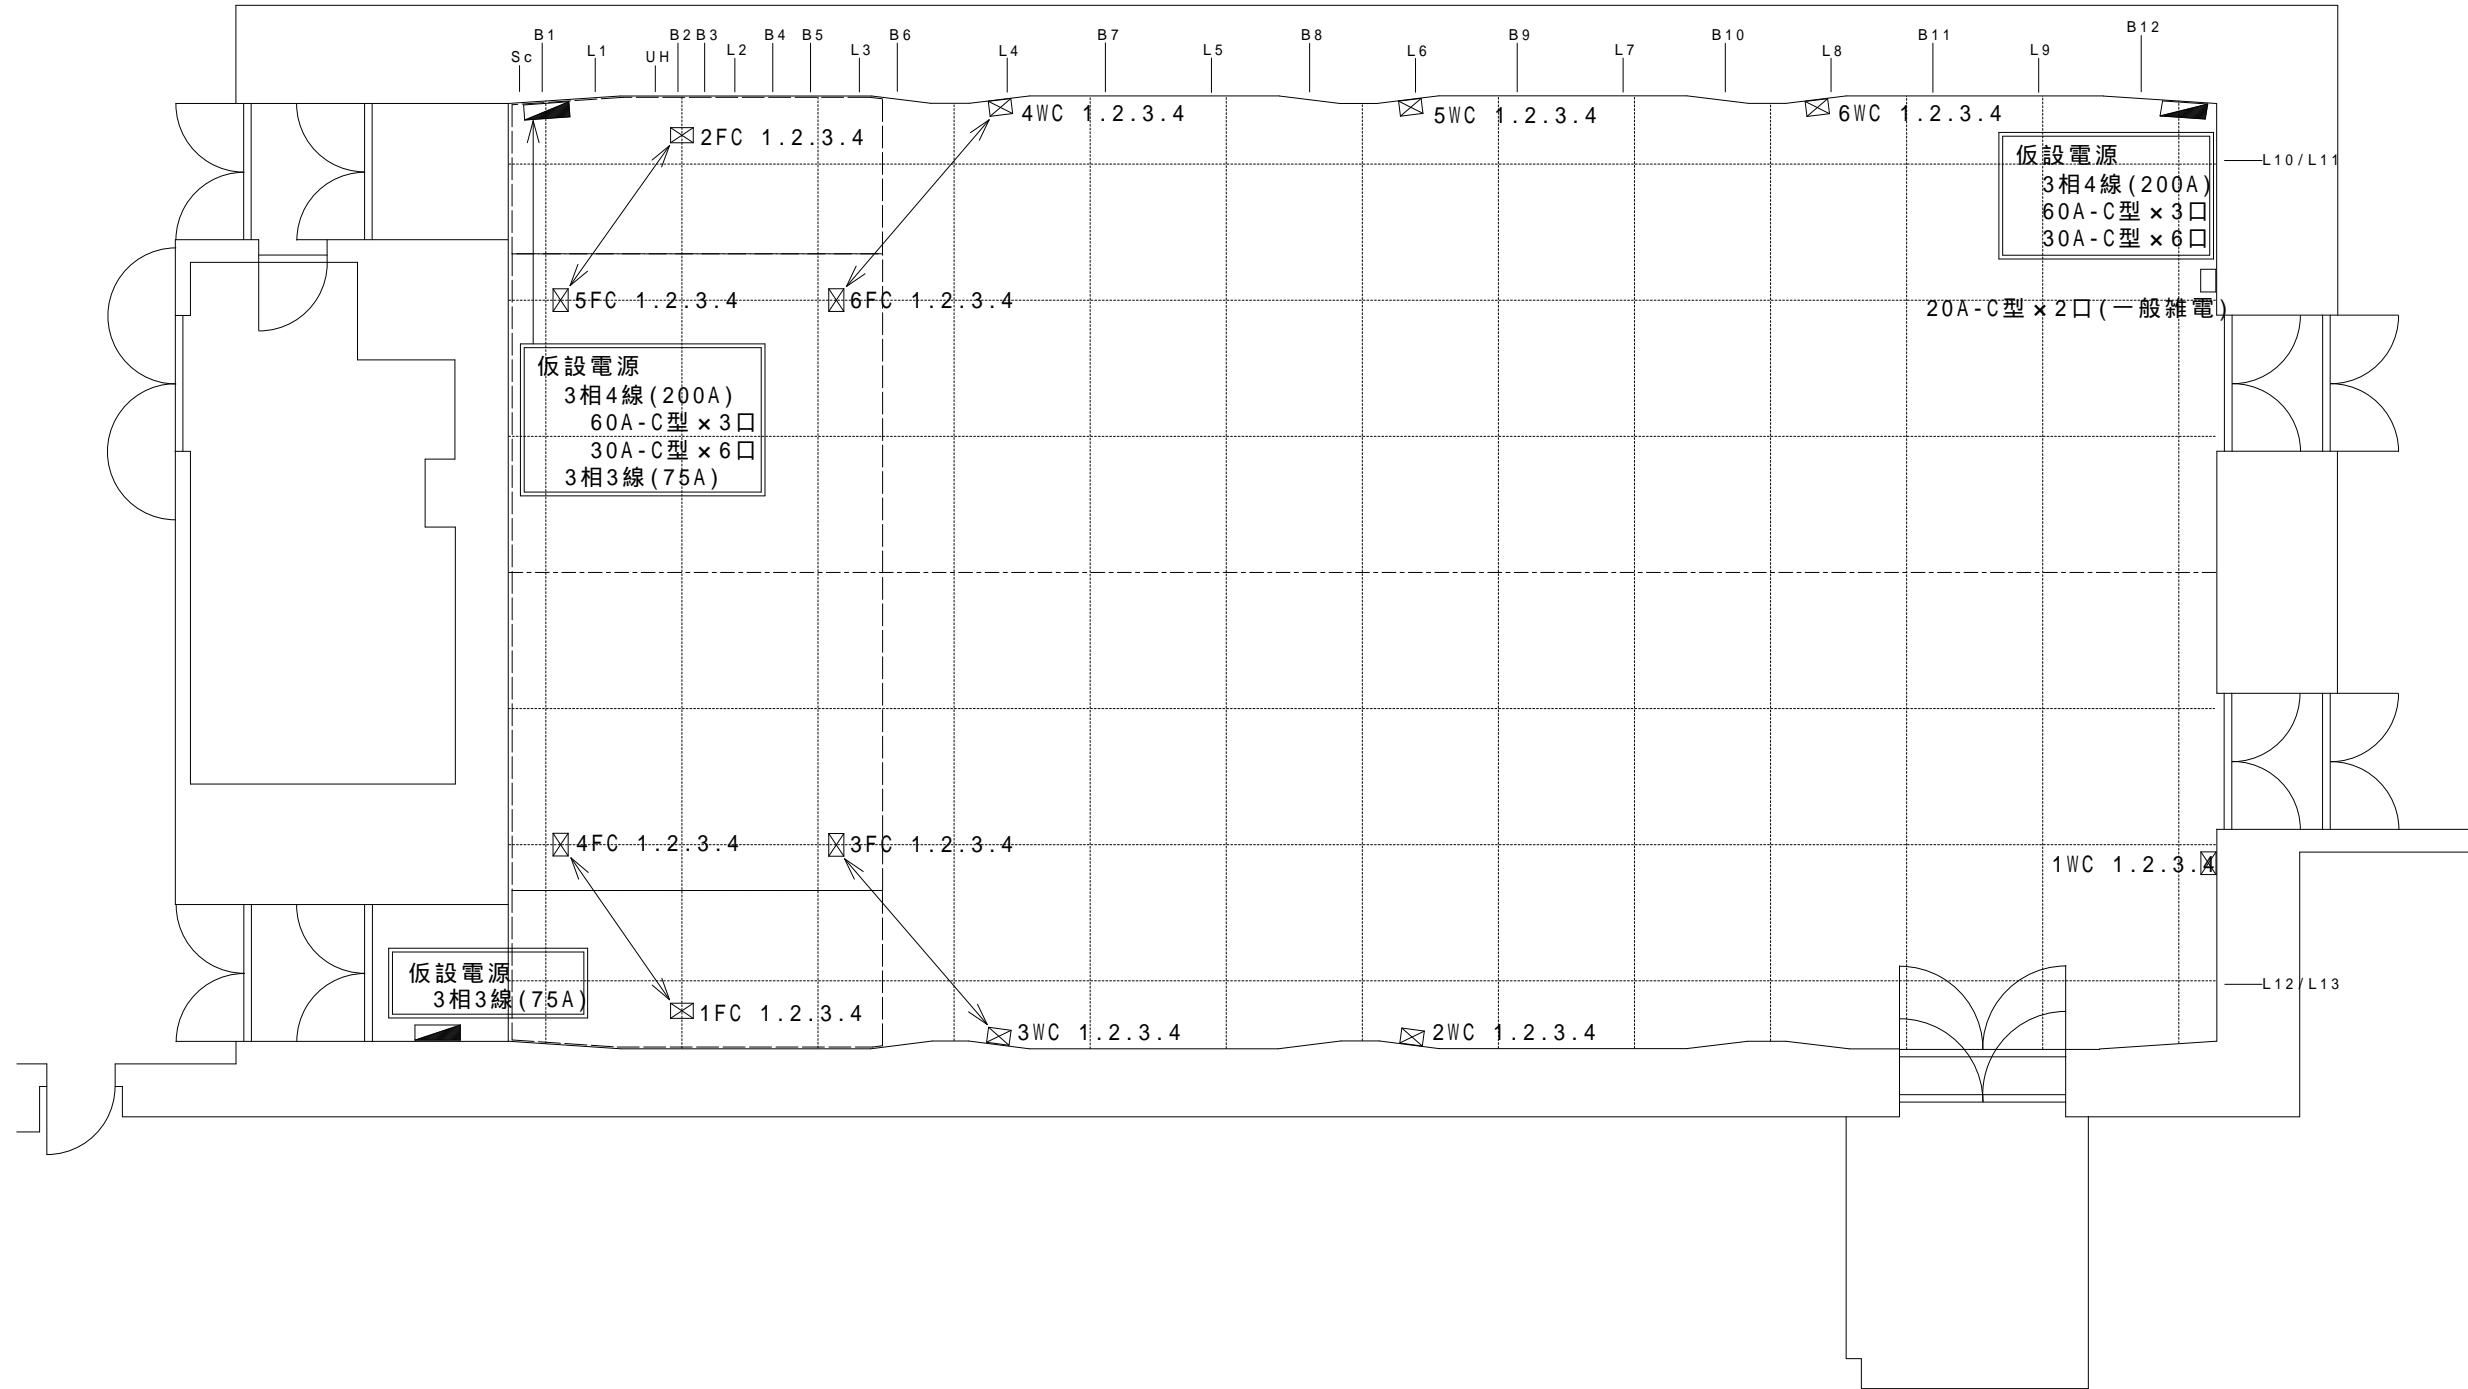 Sc
B1
L1
UH
B2
B3
L2
B4
B5
L3
B6
L4
B7
L5
B8
L6
B9
L7
B10
L8
B11
L9
B12
4WC 1.2.3.4
5WC 1.2.3.4
6WC 1.2.3.4
2FC 1.2.3.4
仮設電源
3相4線(200A)
60A-C型×3口
30A-C型×6口
L10/L11
5FC 1.2.3.4
6FC 1.2.3.4
20A-C型×2口(一般雑電)
仮設電源
3相4線(200A)
60A-C型×3口
30A-C型×6口
3相3線(75A)
4FC 1.2.3.4
3FC 1.2.3.4
1WC 1.2.3.4
仮設電源
3相3線(75A)
L12/L13
1FC 1.2.3.4
3WC 1.2.3.4
2WC 1.2.3.4